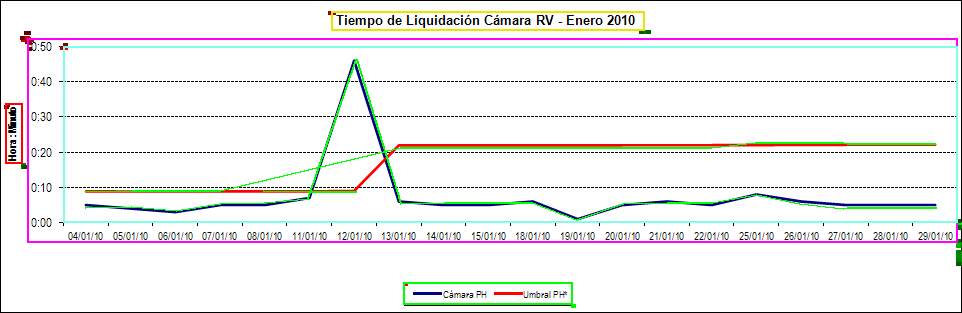 Tiempo de Liquidación Cámara RV - Enero 2010
Hora : Minuto
0:50
0:40
0:30
0:20
0:10
0:00
04/01/10 05/01/10 06/01/10 07/01/10 08/01/10 11/01/10 12/01/10 13/01/10 14/01/10 15/01/10 18/01/10 19/01/10 20/01/10 21/01/10 22/01/10 25/01/10 26/01/10 27/01/10 28/01/10 29/01/10
Cámara PH Umbral PH*